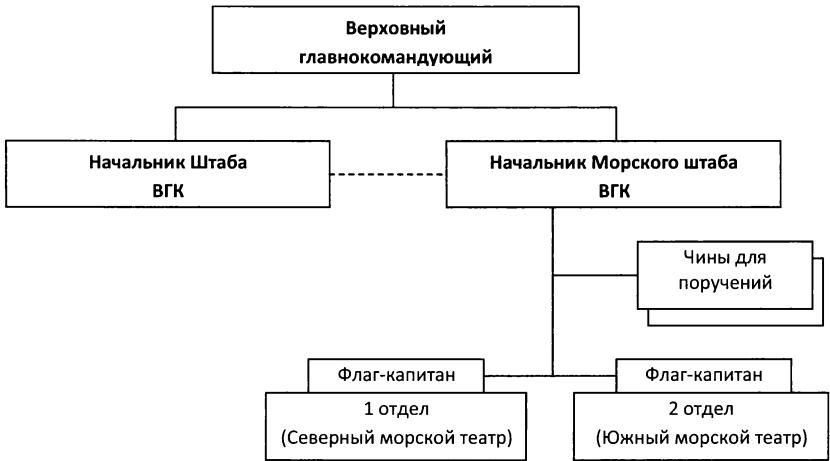 Верховный
главнокомандующий
Начальник Штаба
ВГК
Начальник Морского штаба
ВГК
Чины для
поручений
Флаг-капитан
1 отдел
(Северный морской театр)
Флаг-капитан
2 отдел
(Южный морской театр)